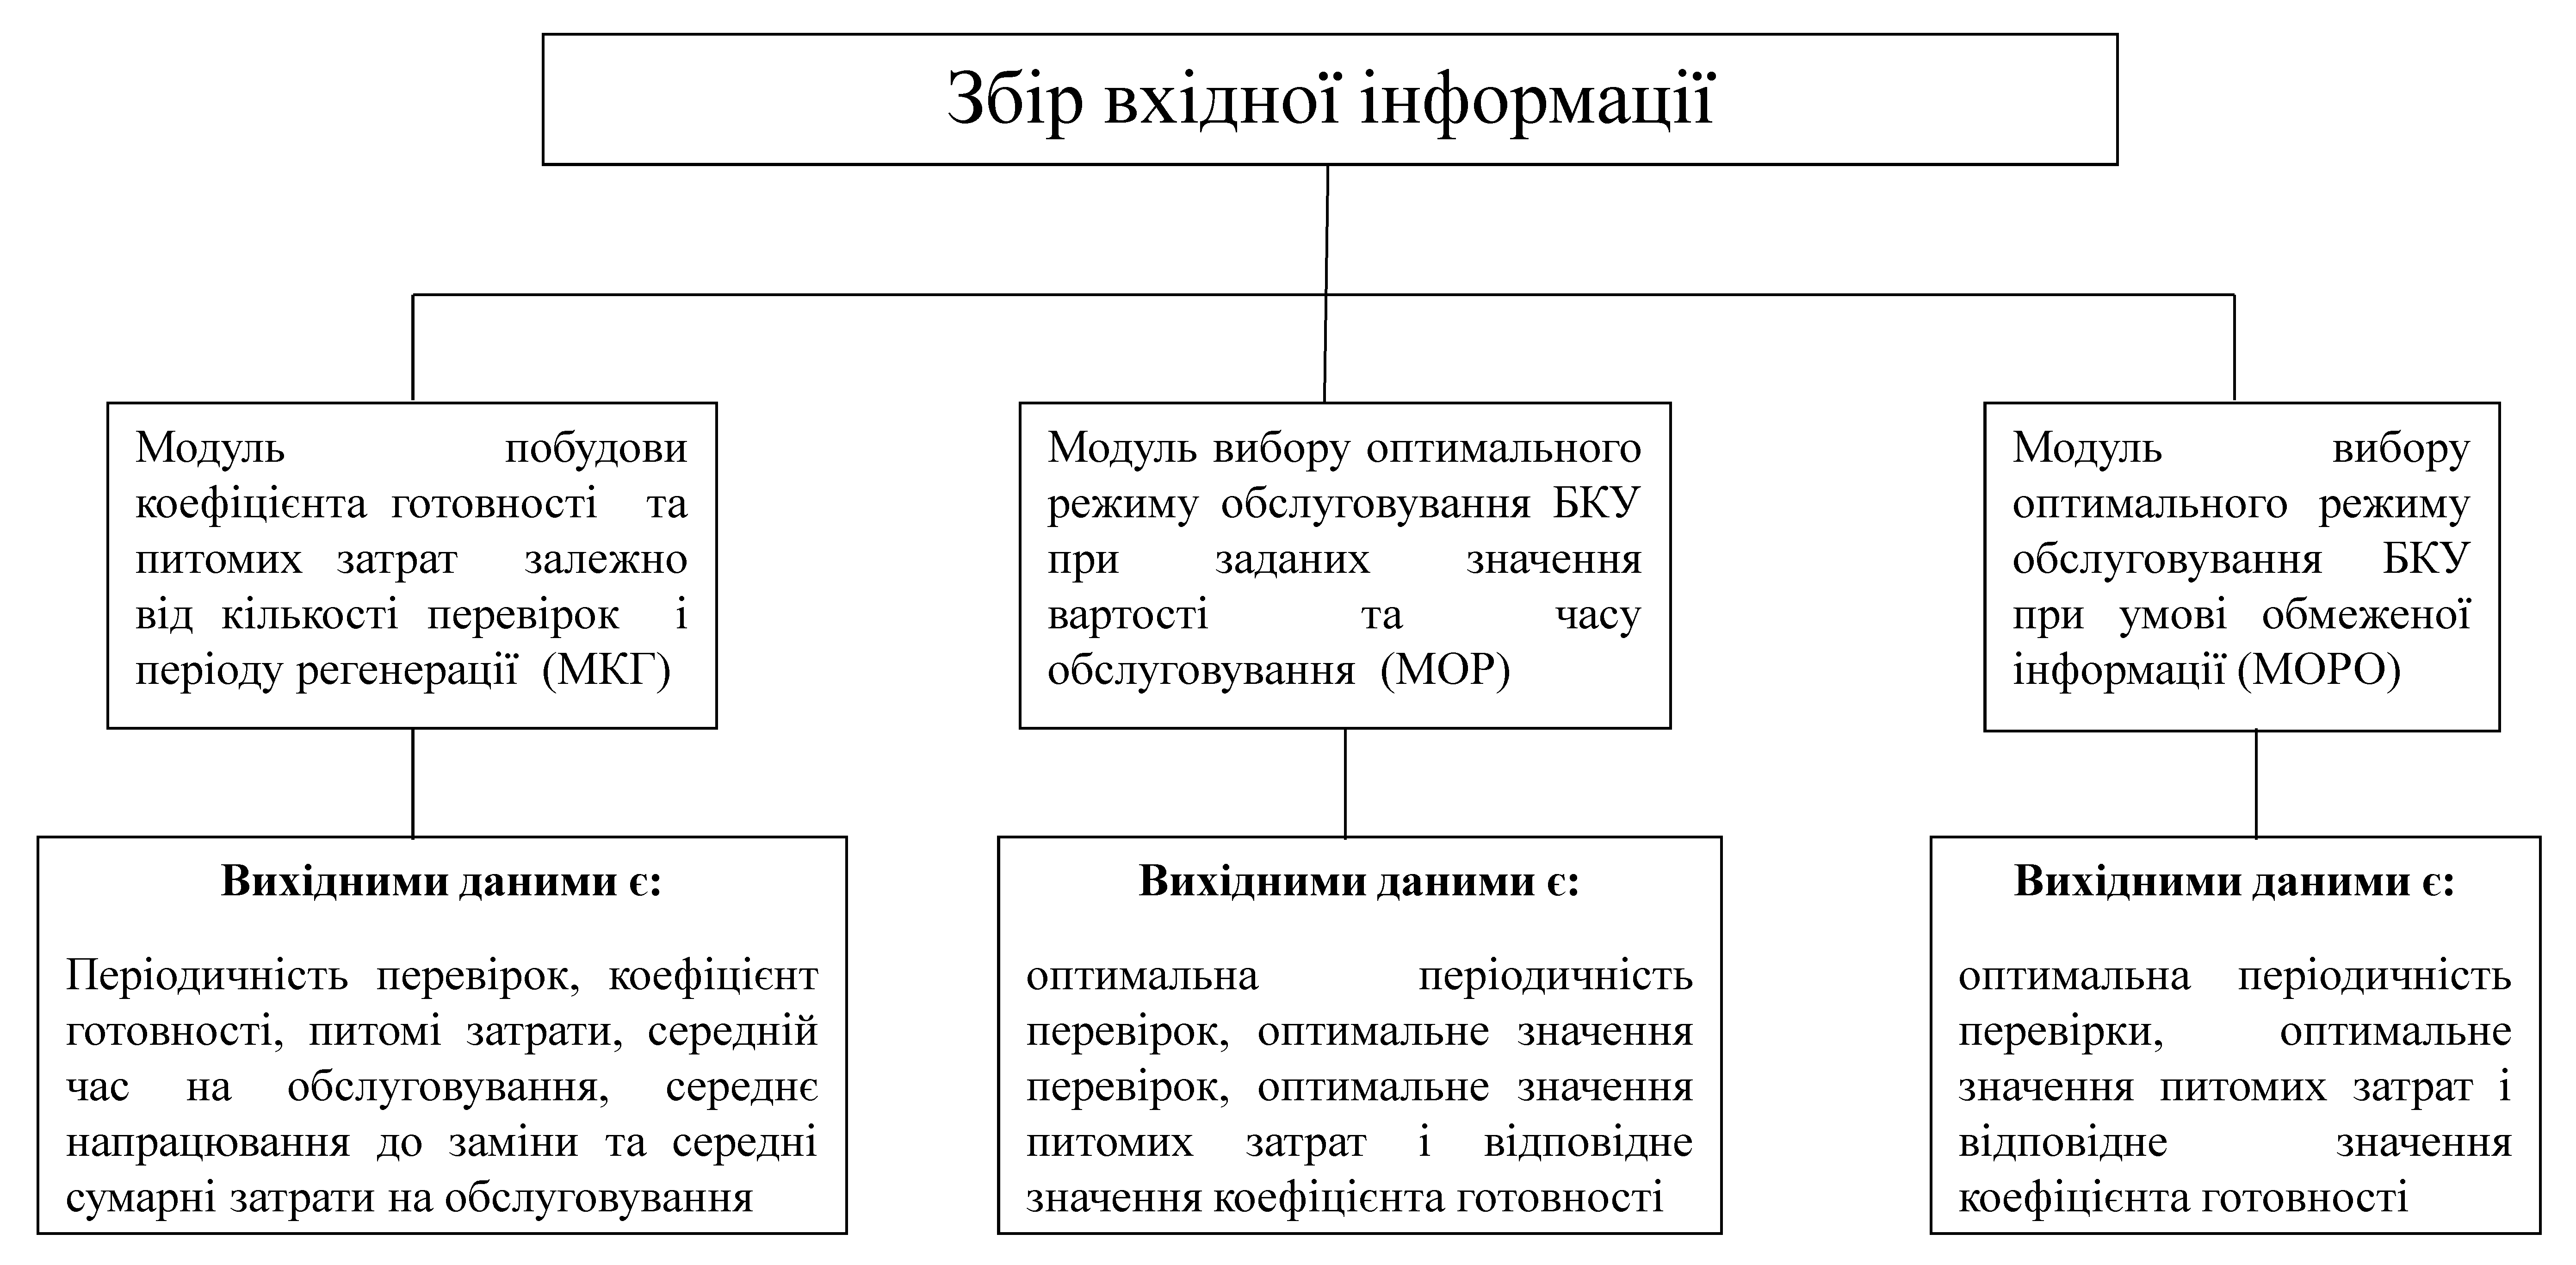 Збір вхідної інформації
Модуль побудови
коефіцієнта готовності та
питомих затрат залежно
від кількості перевірок і
періоду регенерації (МКГ)
Модуль вибору оптимального
режиму обслуговування БКУ
при заданих значення
вартості та часу
обслуговування (МОР)
Модуль вибору
оптимального режиму
обслуговування БКУ
при умові обмеженої
інформації (МОРО)
Вихідними даними є:
Періодичність перевірок, коефіцієнт
готовності, питомі затрати, середній
час на обслуговування, середнє
напрацювання до заміни та середні
сумарні затрати на обслуговування
Вихідними даними є:
оптимальна періодичність
перевірок, оптимальне значення
перевірок, оптимальне значення
питомих затрат і відповідне
значення коефіцієнта готовності
Вихідними даними є:
оптимальна періодичність
перевірки, оптимальне
значення питомих затрат і
відповідне значення
коефіцієнта готовності